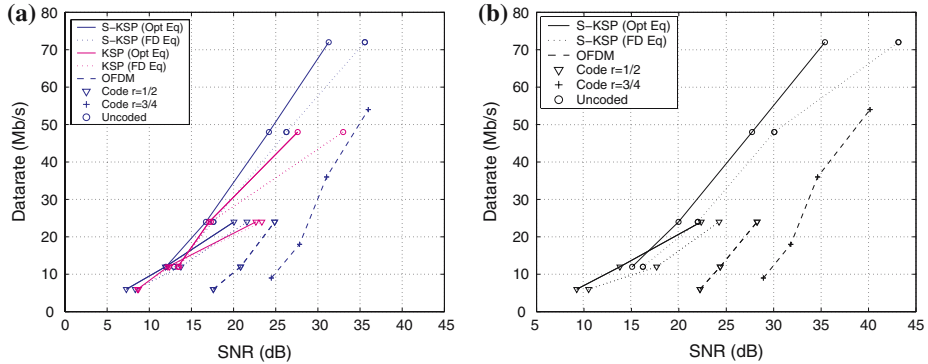 (a)
S-KSP (Opt Eq)
S-KSP (FD Eq)
KSP (Opt Eq)
KSP (FD Eq)
OFDM
Code r=1/2
Code r=3/4
Uncoded
80
70
60
50
40
30
20
10
0
Datarate (Mb/s)
0 5 10 15 20 25 30 35 40 45
SNR (dB)
(b)
S-KSP (Opt Eq)
S-KSP (FD Eq)
OFDM
Code r=1/2
Code r=3/4
Uncoded
80
70
60
50
40
30
20
10
0
Datarate (Mb/s)
5 10 15 20 25 30 35 40 45
SNR (dB)